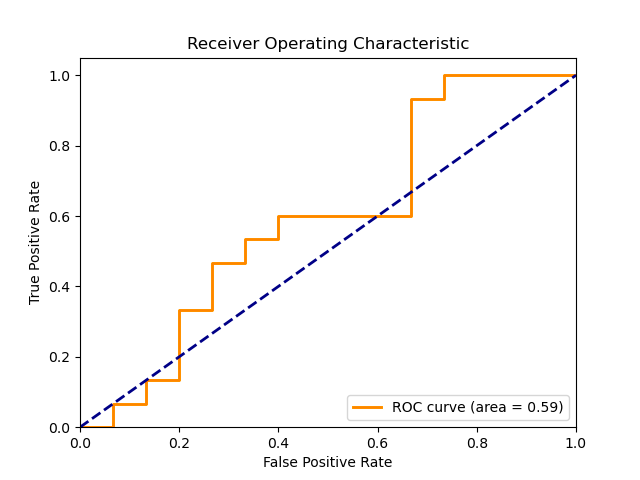 Receiver Operating Characteristic
True Positive Rate
1.0
0.8
0.6
0.4
0.2
0.0
ROC curve (area = 0.59)
0.0 0.2 0.4 0.6 0.8 1.0
False Positive Rate